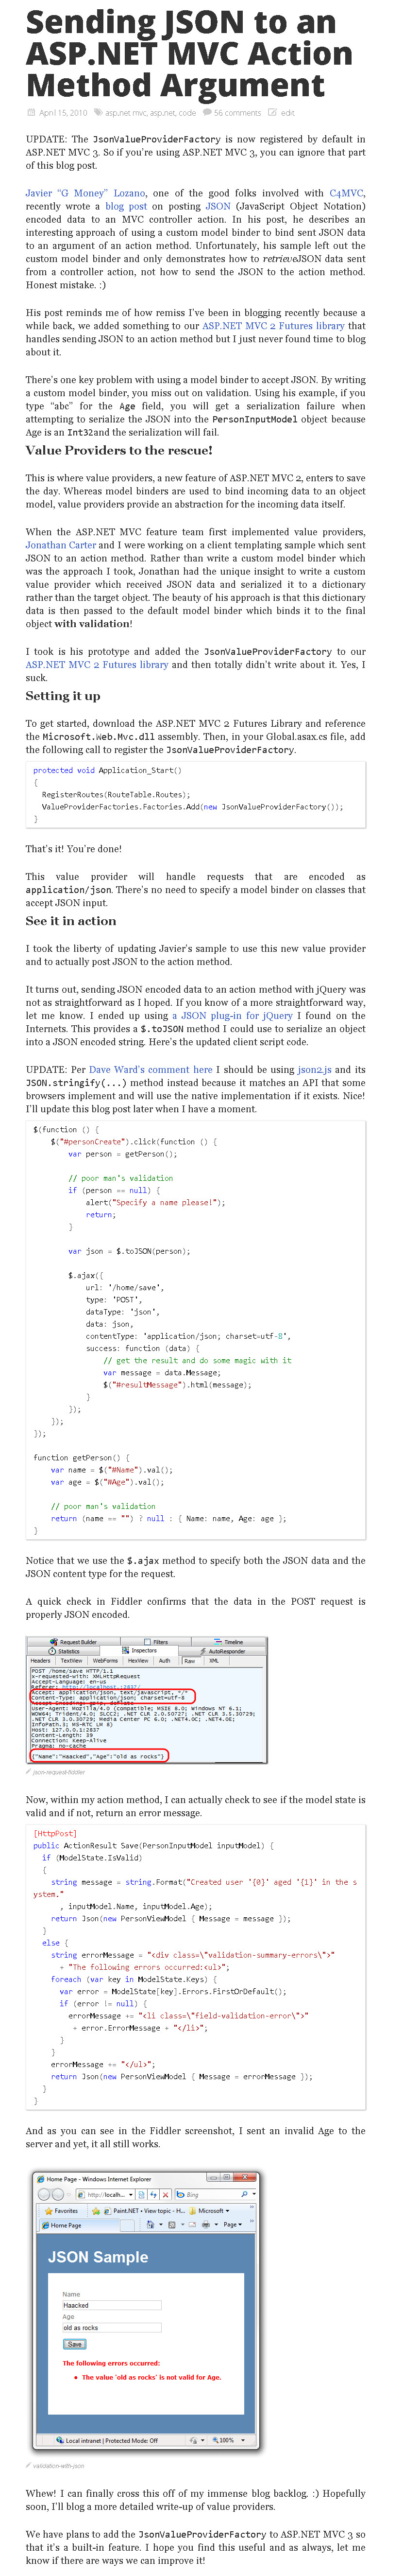 Sending JSON to an
ASP.NET MVC Action
Method Argument
April 15, 2010 asp.net mvc, asp.net, code 56 comments edit
UPDATE: The JsonValueProviderFactory is now registered by default in
ASP.NET MVC 3. So if you're using ASP.NET MVC 3, you can ignore that part
of this blog post.
Javier “G Money” Lozano, one of the good folks involved with C4MVC,
recently wrote a blog post on posting JSON (JavaScript Object Notation)
encoded data to an MVC controller action. In his post, he describes an
interesting approach of using a custom model binder to bind sent JSON data
to an argument of an action method. Unfortunately, his sample left out the
custom model binder and only demonstrates how to retrieveJSON data sent
from a controller action, not how to send the JSON to the action method.
Honest mistake. :)
His post reminds me of how remiss I've been in blogging recently because a
while back, we added something to our ASP.NET MVC 2 Futures library that
handles sending JSON to an action method but I just never found time to blog
about it.
There's one key problem with using a model binder to accept JSON. By writing
a custom model binder, you miss out on validation. Using his example, if you
type “abc” for the Age field, you will get a serialization failure when
attempting to serialize the JSON into the PersonInputModel object because
Age is an Int32and the serialization will fail.
Value Providers to the rescue!
This is where value providers, a new feature of ASP.NET MVC 2, enters to save
the day. Whereas model binders are used to bind incoming data to an object
model, value providers provide an abstraction for the incoming data itself.
When the ASP.NET MVC feature team first implemented value providers,
Jonathan Carter and I were working on a client templating sample which sent
JSON to an action method. Rather than write a custom model binder which
was the approach I took, Jonathan had the unique insight to write a custom
value provider which received JSON data and serialized it to a dictionary
rather than the target object. The beauty of his approach is that this dictionary
data is then passed to the default model binder which binds it to the final
object with validation!
I took is his prototype and added the JsonValueProviderFactory to our
ASP.NET MVC 2 Futures library and then totally didn't write about it. Yes, I
suck.
Setting it up
To get started, download the ASP.NET MVC 2 Futures Library and reference
the Microsoft.Web.Mvc.dll assembly. Then, in your Global.asax.cs file, add
the following call to register the JsonValueProviderFactory.
protected void Application_Start()
{
RegisterRoutes(RouteTable.Routes);
ValueProviderFactories.Factories.Add(new JsonValueProviderFactory());
}
That's it! You're done!
This value provider will handle requests that are encoded as
application/json. There's no need to specify a model binder on classes that
accept JSON input.
See it in action
I took the liberty of updating Javier's sample to use this new value provider
and to actually post JSON to the action method.
It turns out, sending JSON encoded data to an action method with jQuery was
not as straightforward as I hoped. If you know of a more straightforward way,
let me know. I ended up using a JSON plug-in for jQuery I found on the
Internets. This provides a $.toJSON method I could use to serialize an object
into a JSON encoded string. Here's the updated client script code.
UPDATE: Per Dave Ward's comment here I should be using json2.js and its
JSON.stringify(...) method instead because it matches an API that some
browsers implement and will use the native implementation if it exists. Nice!
I'll update this blog post later when I have a moment.
$(function () {
$("#personCreate").click(function () {
var person = getPerson();
// poor man's validation
if (person == null) {
alert("Specify a name please!");
return;
}
var json = $.toJSON(person);
$.ajax({
url: '/home/save',
type: 'POST',
dataType: 'json',
data: json,
contentType: 'application/json; charset=utf-8',
success: function (data) {
// get the result and do some magic with it
var message = data.Message;
$("#resultMessage").html(message);
}
});
});
});
function getPerson() {
var name = $("#Name").val();
var age = $("#Age").val();
// poor man's validation
return (name == "") ? null : { Name: name, Age: age };
}
Notice that we use the $.ajax method to specify both the JSON data and the
JSON content type for the request.
A quick check in Fiddler confirms that the data in the POST request is
properly JSON encoded.
Request Builder Filters Timeline
Statistics Inspectors AutoResponder
Headers TextView WebForms HexView Auth Raw XML
POST /home/save HTTP/1.1
x-requested-with: XMLHttpRequest
Accept-Language: en-us
Referer: http://localhost:2837/
Accept: application/json, text/javascript, */*
Content-Type: application/json; charset=utf-8
Accept-Encoding: gzip, deflate
User-Agent: Mozilla/4.0 (compatible; MSIE 8.0; Windows NT 6.1;
WOW64; Trident/4.0; SLCC2; .NET CLR 2.0.50727; .NET CLR 3.5.30729;
.NET CLR 3.0.30729; Media Center PC 6.0; .NET4.0C; .NET4.0E;
InfoPath.3; MS-RTC LM 8)
Host: 127.0.0.1:2837
Content-Length: 39
Connection: Keep-Alive
Pragma: no-cache
{"Name":"Haacked","Age":"old as rocks"}
json-request-fiddler
Now, within my action method, I can actually check to see if the model state is
valid and if not, return an error message.
[HttpPost]
public ActionResult Save(PersonInputModel inputModel) {
if (ModelState.IsValid)
{
string message = string.Format("Created user '{0}' aged '{1}' in the s
ystem."
, inputModel.Name, inputModel.Age);
return Json(new PersonViewModel { Message = message });
}
else {
string errorMessage = "<div class=\"validation-summary-errors\">"
+ "The following errors occurred:<ul>";
foreach (var key in ModelState.Keys) {
var error = ModelState[key].Errors.FirstOrDefault();
if (error != null) {
errorMessage += "<li class=\"field-validation-error\">"
+ error.ErrorMessage + "</li>";
}
}
errorMessage += "</ul>";
return Json(new PersonViewModel { Message = errorMessage });
}
}
And as you can see in the Fiddler screenshot, I sent an invalid Age to the
server and yet, it all still works.
Home Page - Windows Internet Explorer
http://localh... Bing
Favorites Paint.NET • View topic - H... Microsoft
Home Page Page
JSON Sample
Name
Haacked
Age
old as rocks
Save
The following errors occurred:
The value 'old as rocks' is not valid for Age.
Local intranet | Protected Mode: Off 100%
validation-with-json
Whew! I can finally cross this off of my immense blog backlog. :) Hopefully
soon, I'll blog a more detailed write-up of value providers.
We have plans to add the JsonValueProviderFactory to ASP.NET MVC 3 so
that it's a built-in feature. I hope you find this useful and as always, let me
know if there are ways we can improve it!